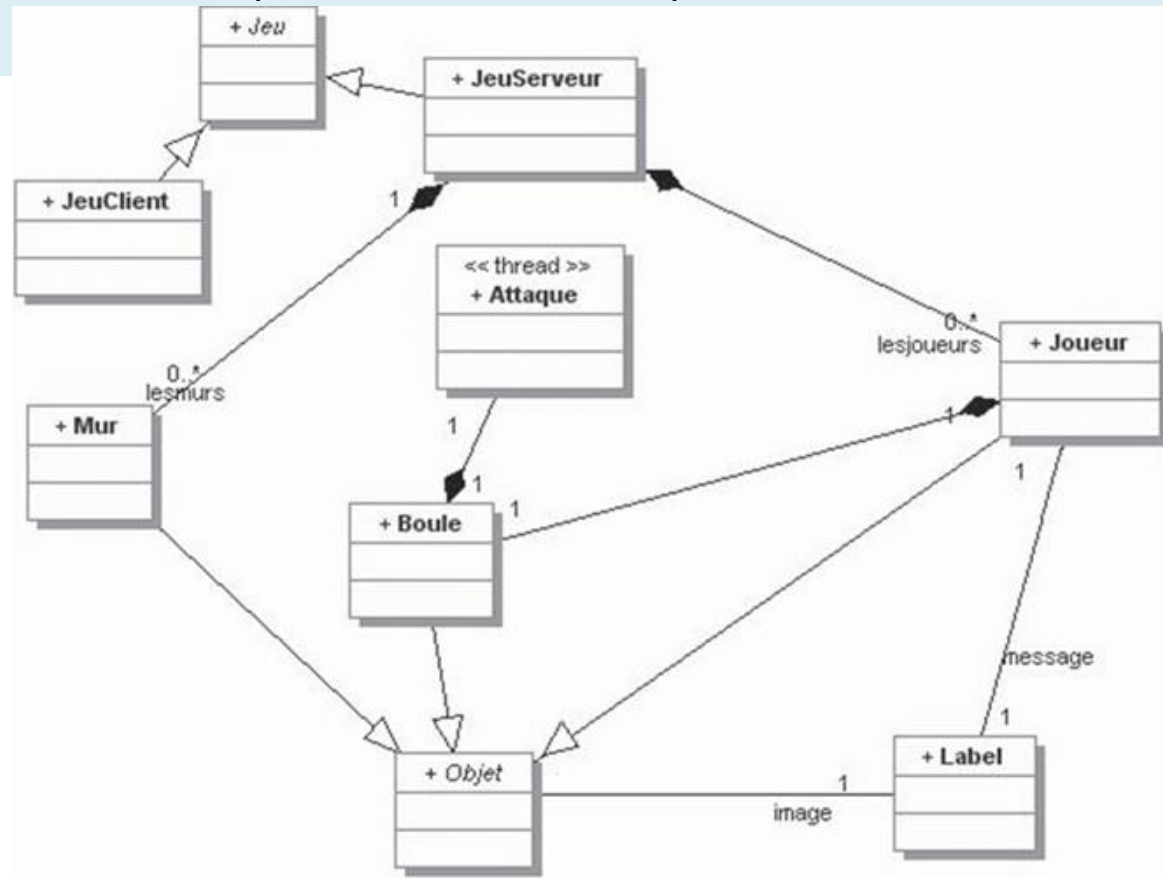 + Jeu
+ JeuServeur
+ JeuClient
1
<< thread >>
+ Attaque
0..*
lesjoueurs
+ Joueur
0..*
lesmurs
+ Mur
1
1
1
1
1
+ Boule
message
1
+ Objet
1
image
+ Label